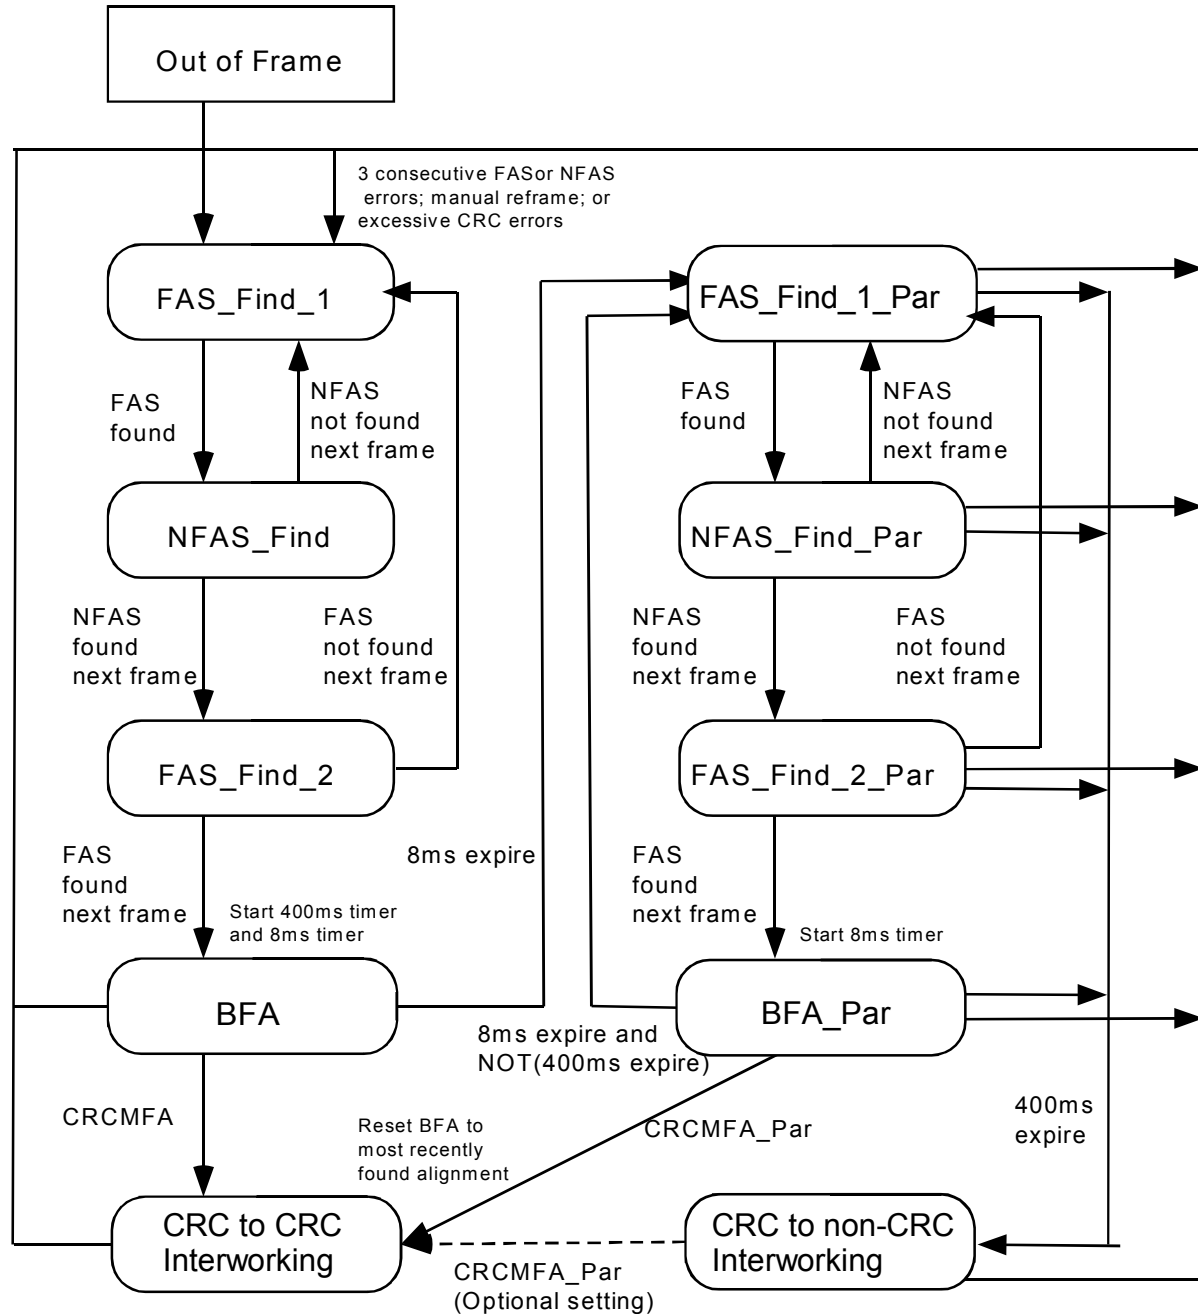 Out of Frame
3 consecutive FASor NFAS
errors; manual reframe; or
excessive CRC errors
FAS_Find_1
FAS_Find_1_Par
FAS
found
NFAS
not found
next frame
FAS
found
NFAS
not found
next frame
NFAS_Find
NFAS_Find_Par
NFAS
found
next frame
FAS
not found
next frame
NFAS
found
next frame
FAS
not found
next frame
FAS_Find_2
FAS_Find_2_Par
FAS
found
next frame
8ms expire
FAS
found
next frame
Start 400ms timer
and 8ms timer
Start 8ms timer
BFA
BFA_Par
8ms expire and
NOT(400ms expire)
CRCMFA
Reset BFA to
most recently
found alignment
CRCMFA_Par
400ms
expire
CRC to CRC
Interworking
CRC to non-CRC
Interworking
CRCMFA_Par
(Optional setting)